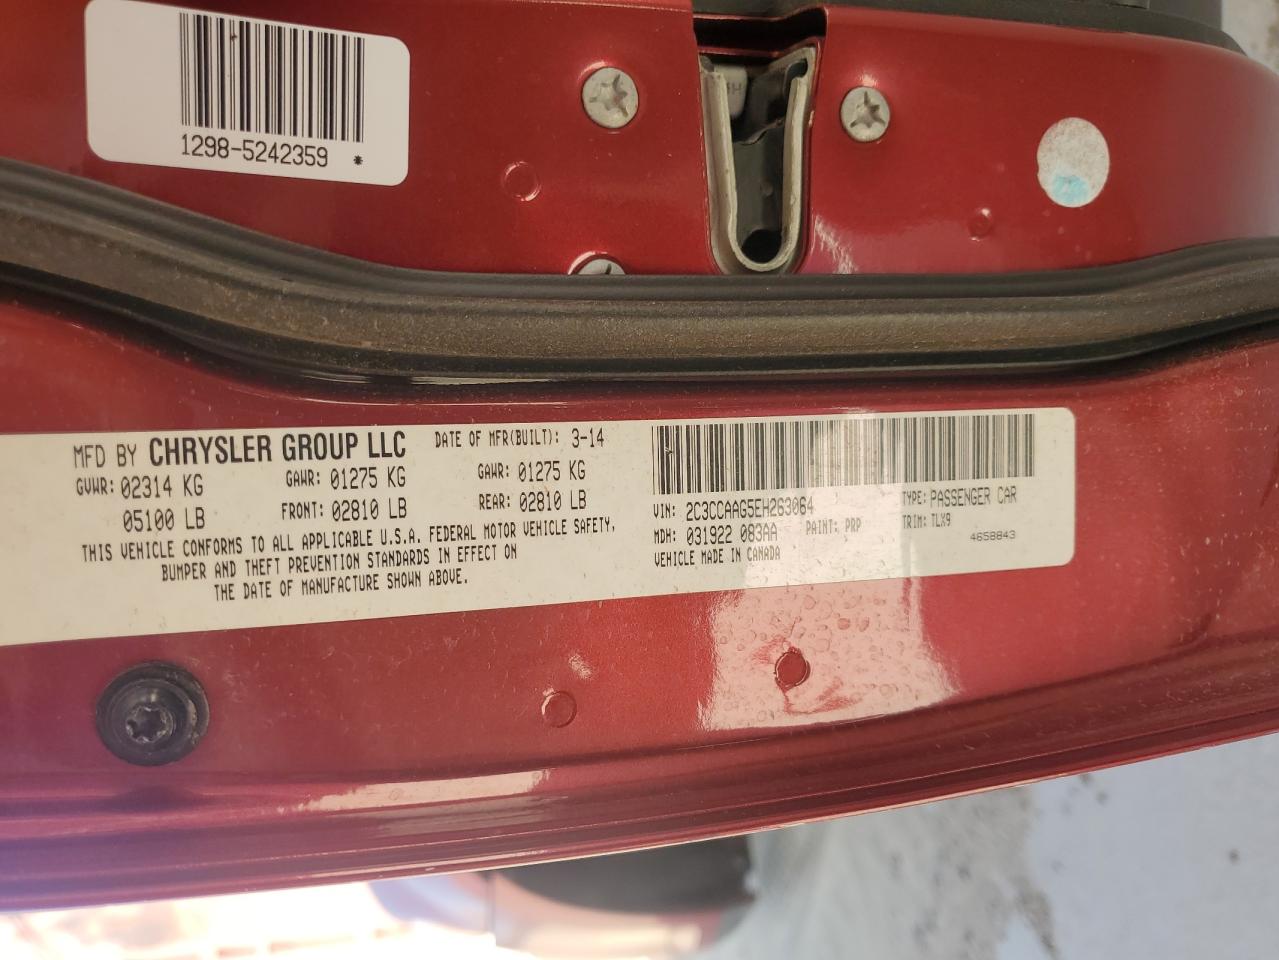 1298-5242359 *
MFD BY CHRYSLER GROUP LLC DATE OF MFR(BUILT): 3-14
GVWR: 02314 KG GAWR: 01275 KG GAWR: 01275 KG
05100 LB FRONT: 02810 LB REAR: 02810 LB
THIS VEHICLE CONFORMS TO ALL APPLICABLE U.S.A. FEDERAL MOTOR VEHICLE SAFETY,
BUMPER AND THEFT PREVENTION STANDARDS IN EFFECT ON
THE DATE OF MANUFACTURE SHOWN ABOVE.
VIN: 2C3CCAAG5EH263064 TYPE: PASSENGER CAR
MDH: 031922 083AA PAINT: PRP TRIM: TLX9
VEHICLE MADE IN CANADA 4658843